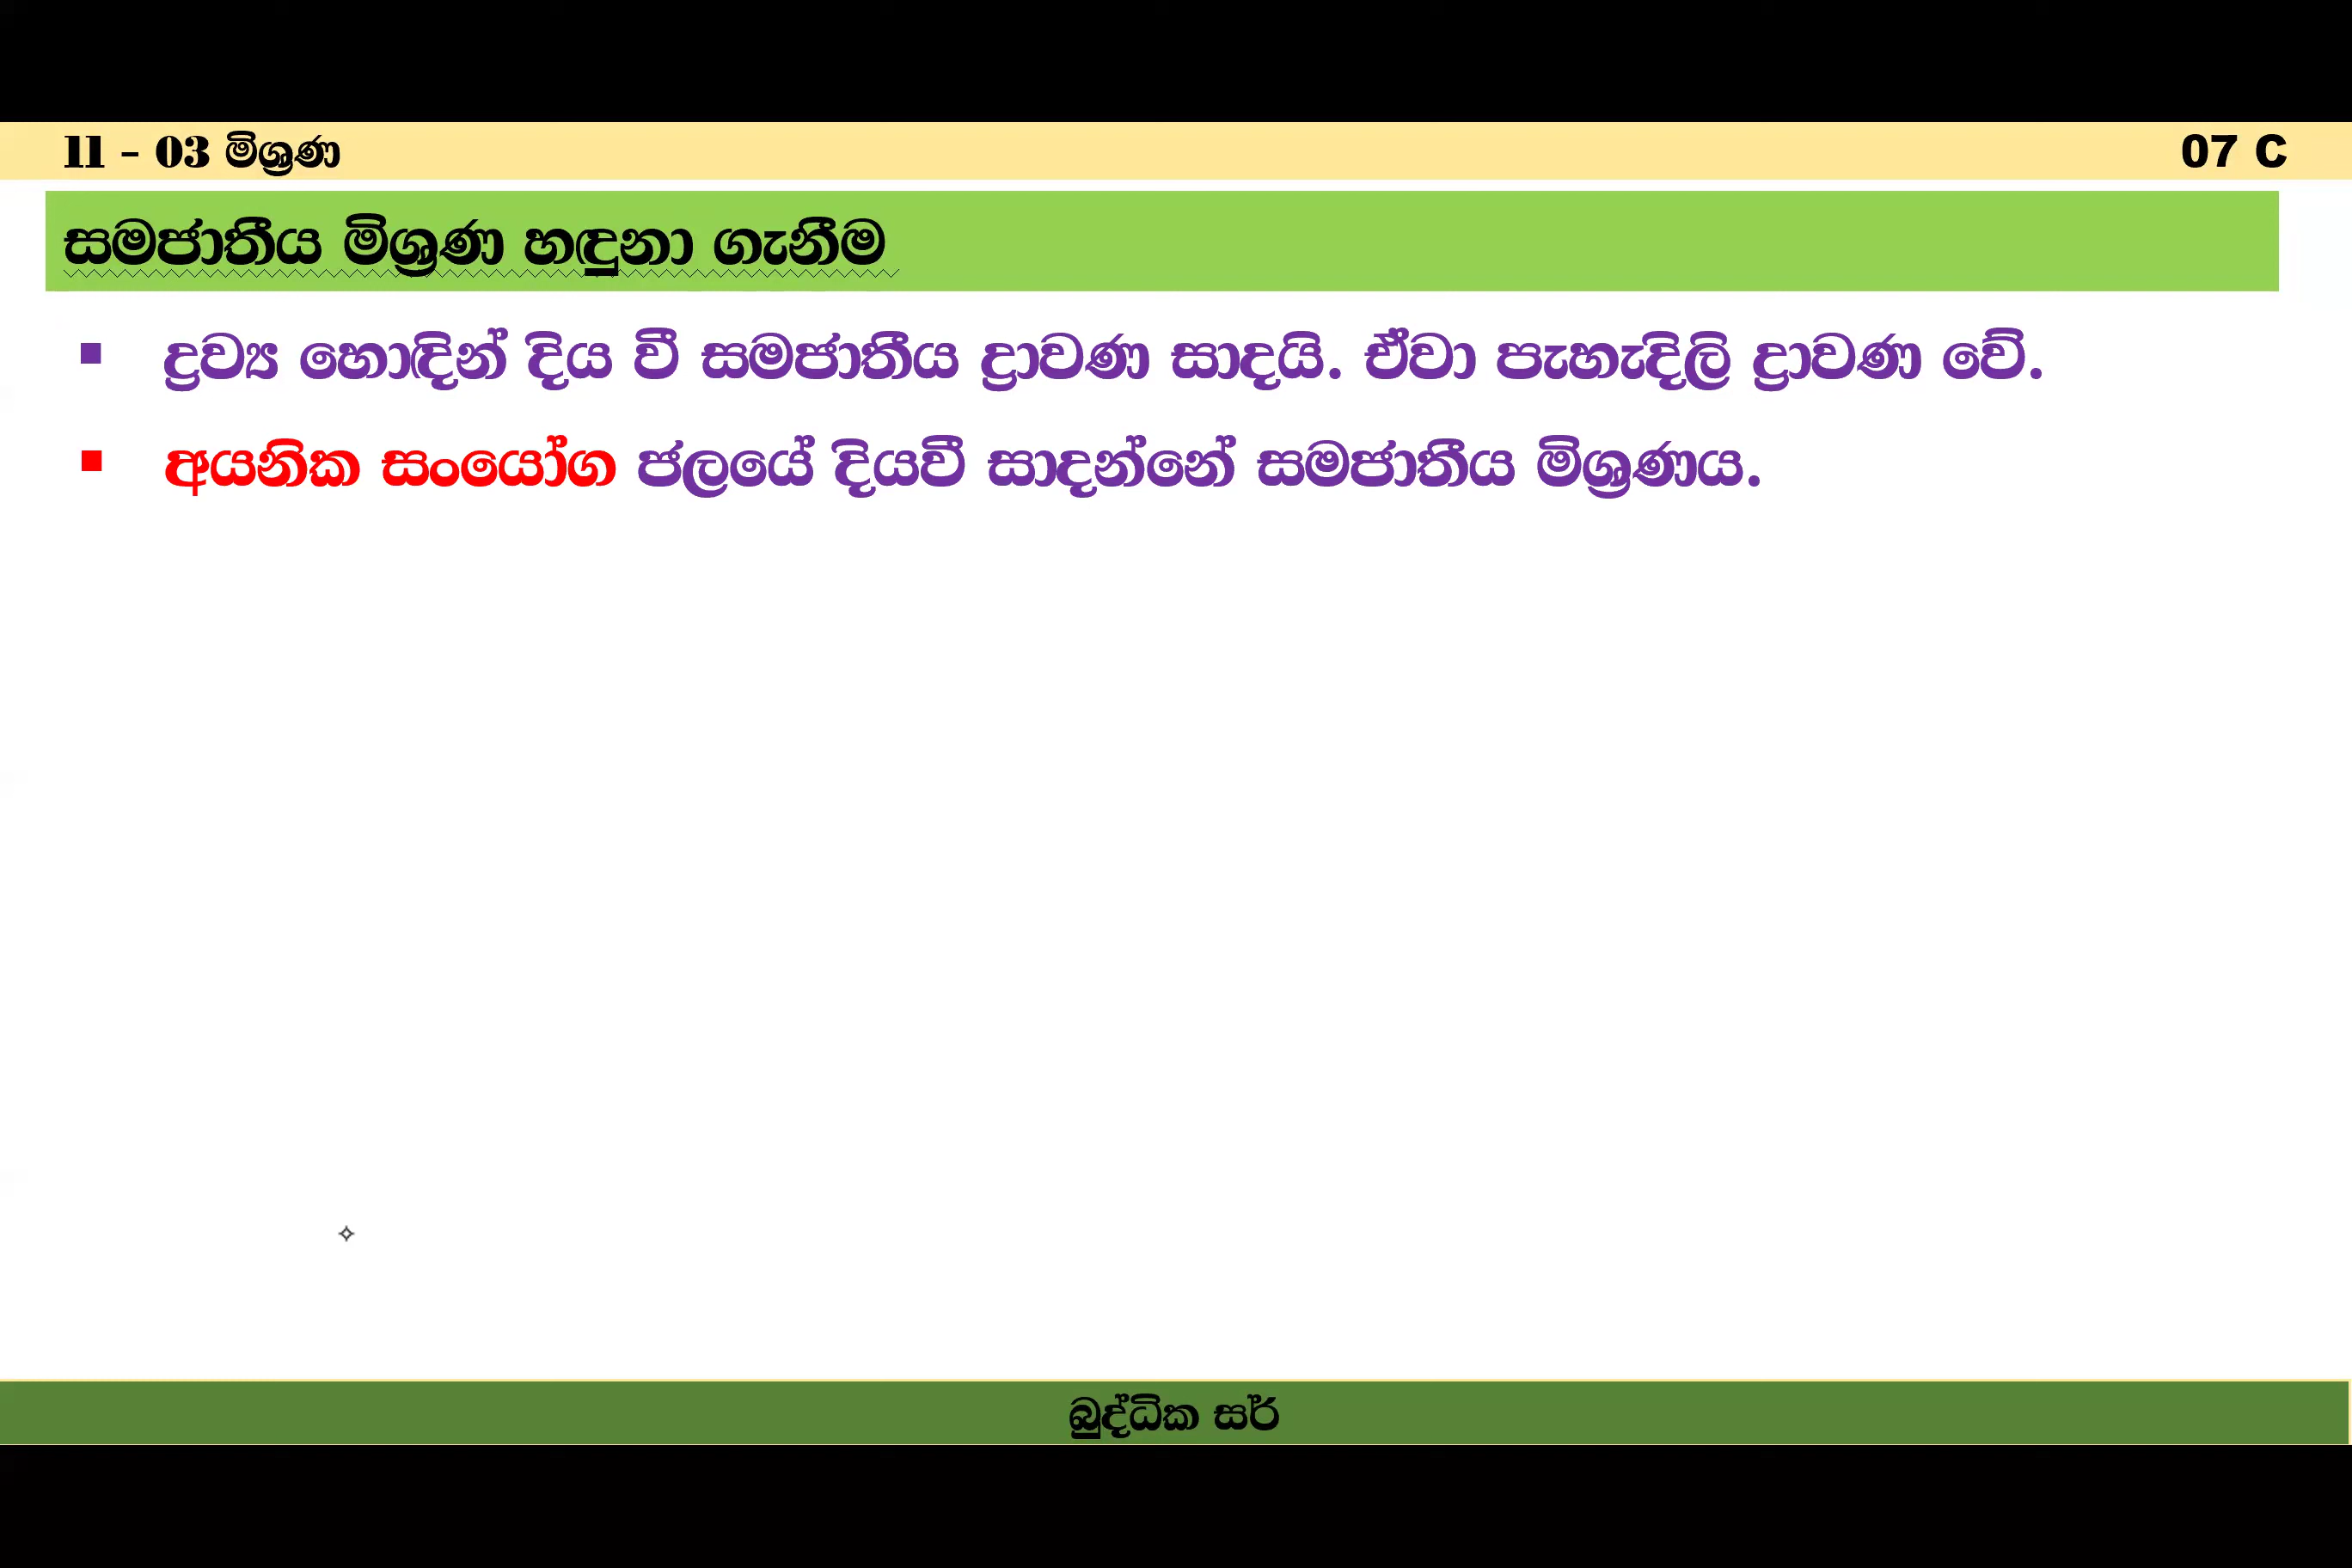 11 – 03 මිශ්‍රණ
07 C
සමජාතීය මිශ්‍රණ හඳුනා ගැනීම
▪ ද්‍රව්‍ය හොඳින් දිය වී සමජාතීය ද්‍රාවණ සාදයි. ඒවා පැහැදිලි ද්‍රාවණ වේ.
▪ අයනික සංයෝග ජලයේ දියවී සාදන්නේ සමජාතීය මිශ්‍රණය.
බුද්ධික සර්